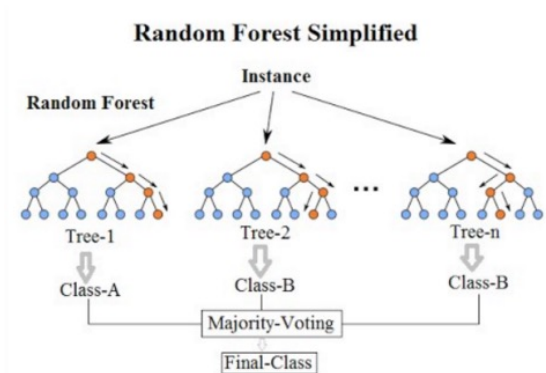 Random Forest Simplified
Instance
Random Forest
...
Tree-1 Tree-2 Tree-n
Class-A Class-B Class-B
Majority-Voting
Final-Class